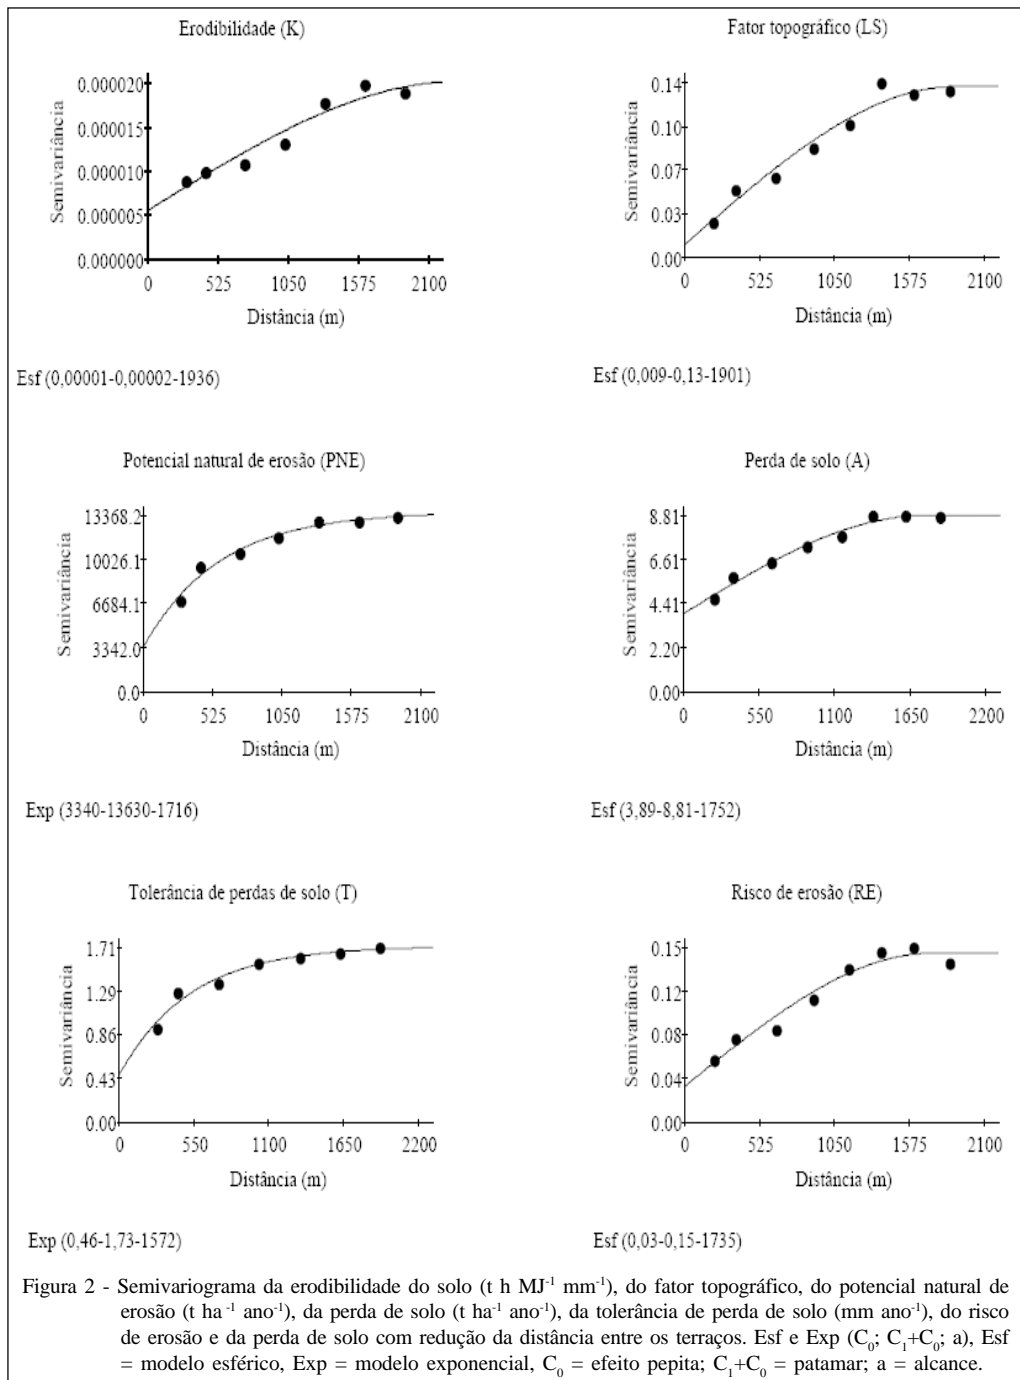 Erodibilidade (K)
Semivariância
0.000020
0.000015
0.000010
0.000005
0.000000
0 525 1050 1575 2100
Distância (m)
Esf (0,00001-0,00002-1936)
Fator topográfico (LS)
Semivariância
0.14
0.10
0.07
0.03
0.00
0 525 1050 1575 2100
Distância (m)
Esf (0,009-0,13-1901)
Potencial natural de erosão (PNE)
Semivariância
13368.2
10026.1
6684.1
3342.0
0.0
0 525 1050 1575 2100
Distância (m)
Exp (3340-13630-1716)
Perda de solo (A)
Semivariância
8.81
6.61
4.41
2.20
0.00
0 550 1100 1650 2200
Distância (m)
Esf (3,89-8,81-1752)
Tolerância de perdas de solo (T)
Semivariância
1.71
1.29
0.86
0.43
0.00
0 550 1100 1650 2200
Distância (m)
Exp (0,46-1,73-1572)
Risco de erosão (RE)
Semivariância
0.15
0.12
0.08
0.04
0.00
0 525 1050 1575 2100
Distância (m)
Esf (0,03-0,15-1735)
Figura 2 - Semivariograma da erodibilidade do solo (t h MJ⁻¹ mm⁻¹), do fator topográfico, do potencial natural de
erosão (t ha⁻¹ ano⁻¹), da perda de solo (t ha⁻¹ ano⁻¹), da tolerância de perda de solo (mm ano⁻¹), do risco
de erosão e da perda de solo com redução da distância entre os terraços. Esf e Exp (C₀; C₁+C₀; a), Esf
= modelo esférico, Exp = modelo exponencial, C₀ = efeito pepita; C₁+C₀ = patamar; a = alcance.